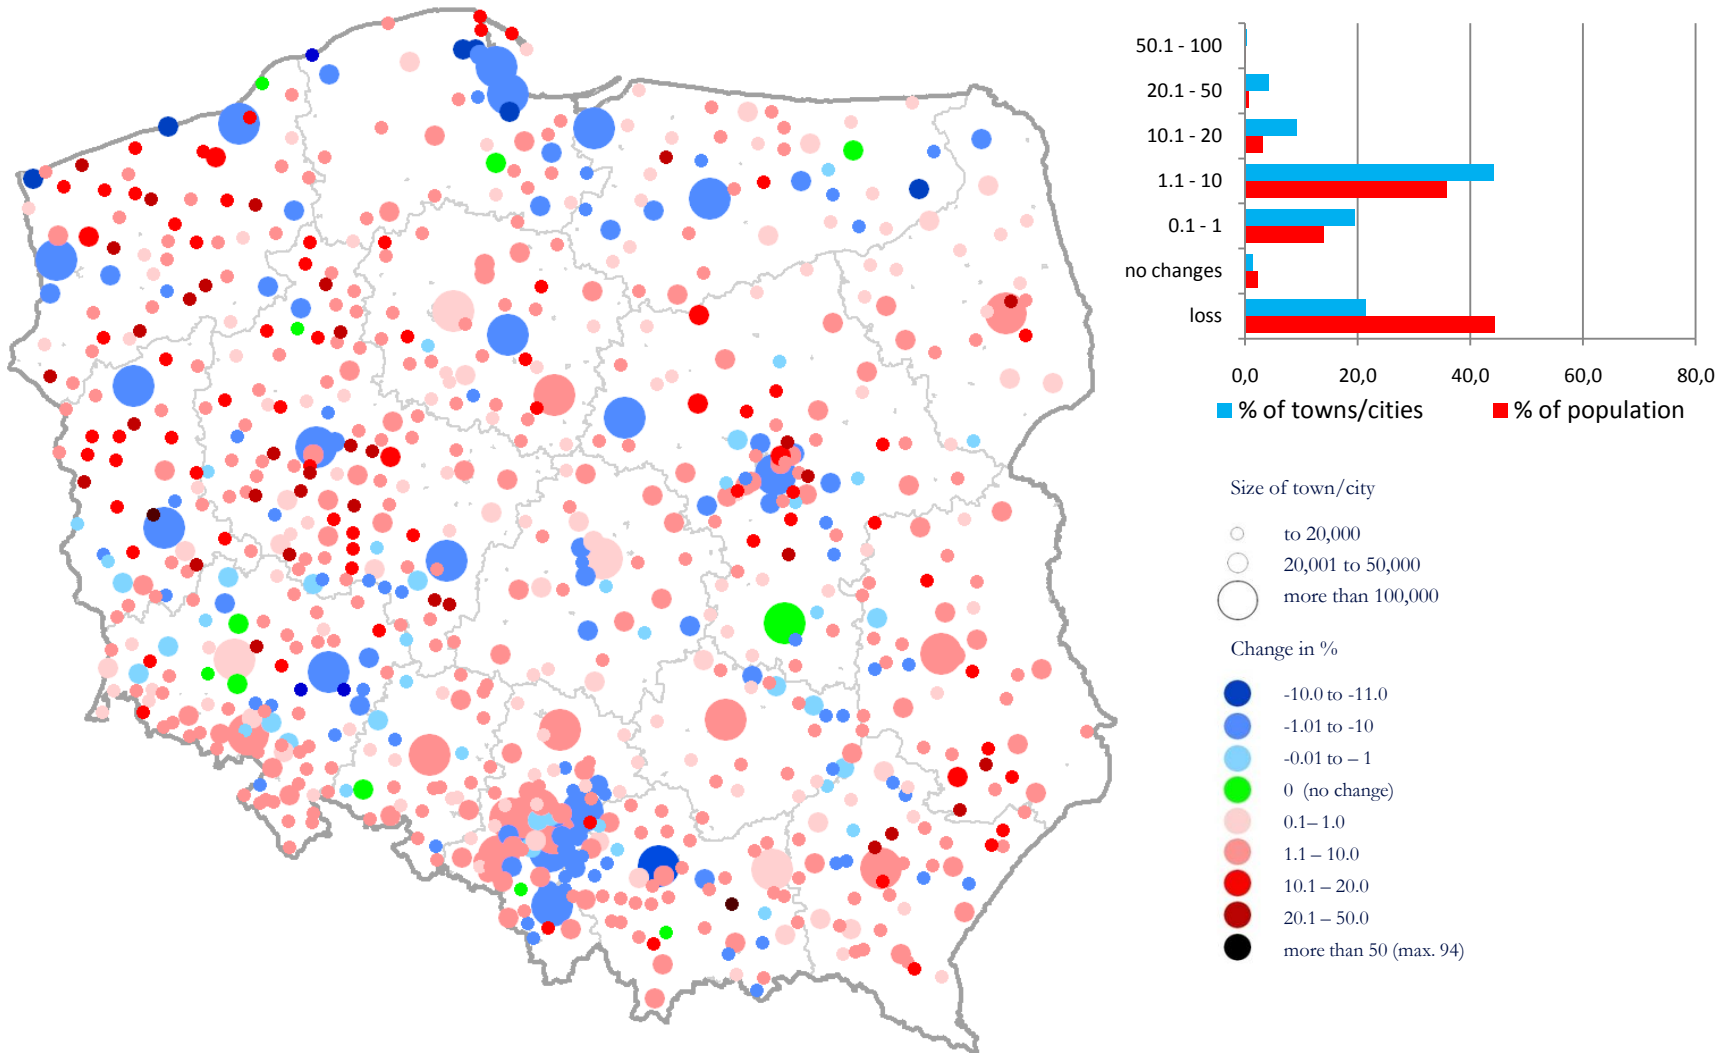 50.1 - 100
20.1 - 50
10.1 - 20
1.1 - 10
0.1 - 1
no changes
loss
0,0 20,0 40,0 60,0 80,0
% of towns/cities % of population
Size of town/city
to 20,000
20,001 to 50,000
more than 100,000
Change in %
-10.0 to -11.0
-1.01 to -10
-0.01 to – 1
0 (no change)
0.1– 1.0
1.1 – 10.0
10.1 – 20.0
20.1 – 50.0
more than 50 (max. 94)